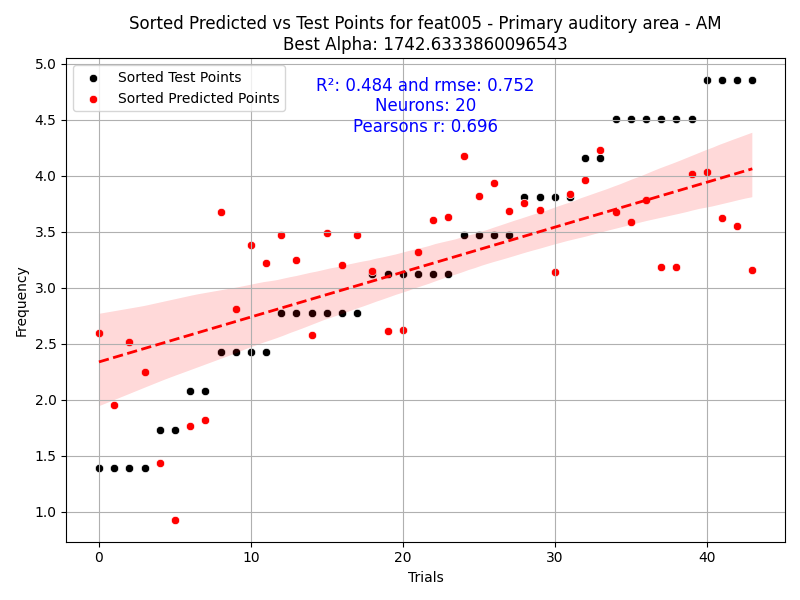 Sorted Predicted vs Test Points for feat005 - Primary auditory area - AM
Best Alpha: 1742.6333860096543
Sorted Test Points
Sorted Predicted Points
R²: 0.484 and rmse: 0.752
Neurons: 20
Pearsons r: 0.696
Frequency
5.0
4.5
4.0
3.5
3.0
2.5
2.0
1.5
1.0
0
10
20
30
40
Trials